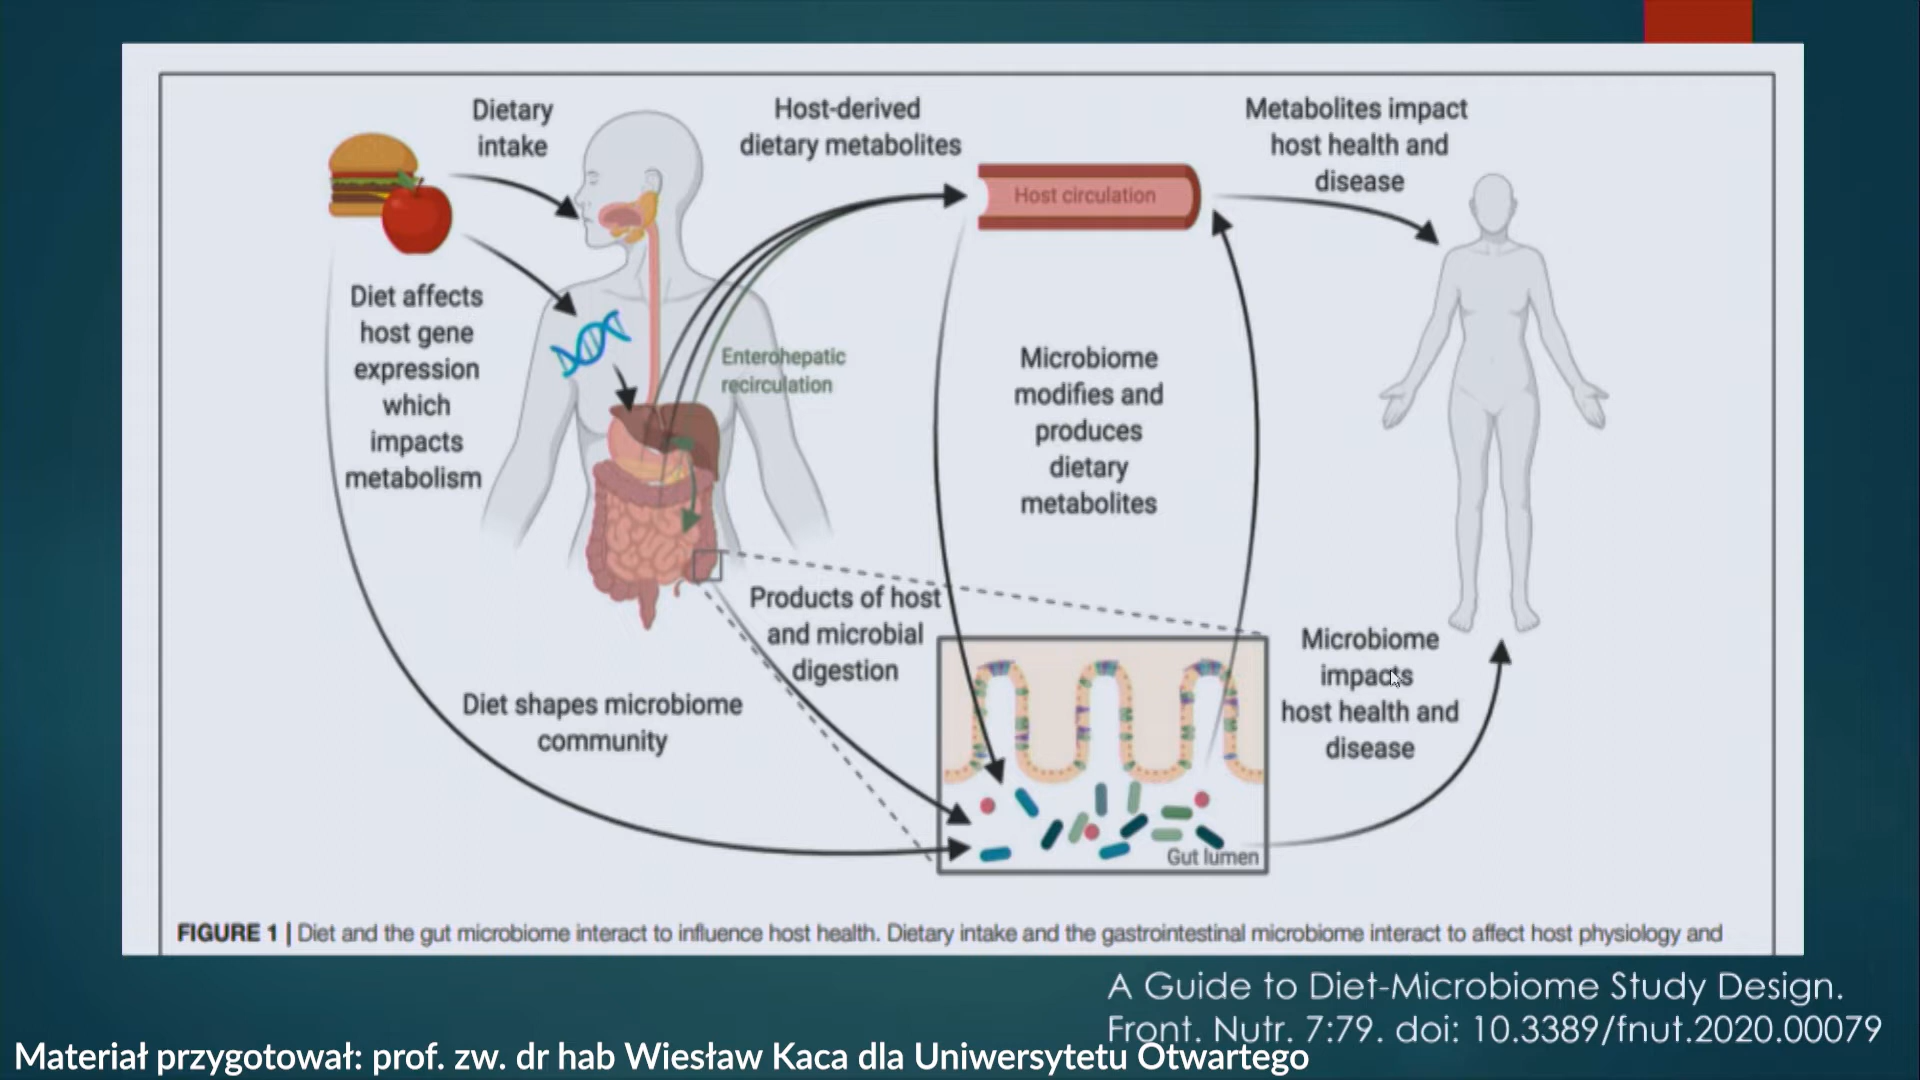 Dietary
intake
Host-derived
dietary metabolites
Metabolites impact
host health and
disease
Host circulation
Diet affects
host gene
expression
which
impacts
metabolism
Enterohepatic
recirculation
Microbiome
modifies and
produces
dietary
metabolites
Products of host
and microbial
digestion
Diet shapes microbiome
community
Microbiome
impacts
host health and
disease
Gut lumen
FIGURE 1 | Diet and the gut microbiome interact to influence host health. Dietary intake and the gastrointestinal microbiome interact to affect host physiology and
A Guide to Diet-Microbiome Study Design.
Front. Nutr. 7:79. doi: 10.3389/fnut.2020.00079
Materiał przygotował: prof. zw. dr hab Wiesław Kaca dla Uniwersytetu Otwartego